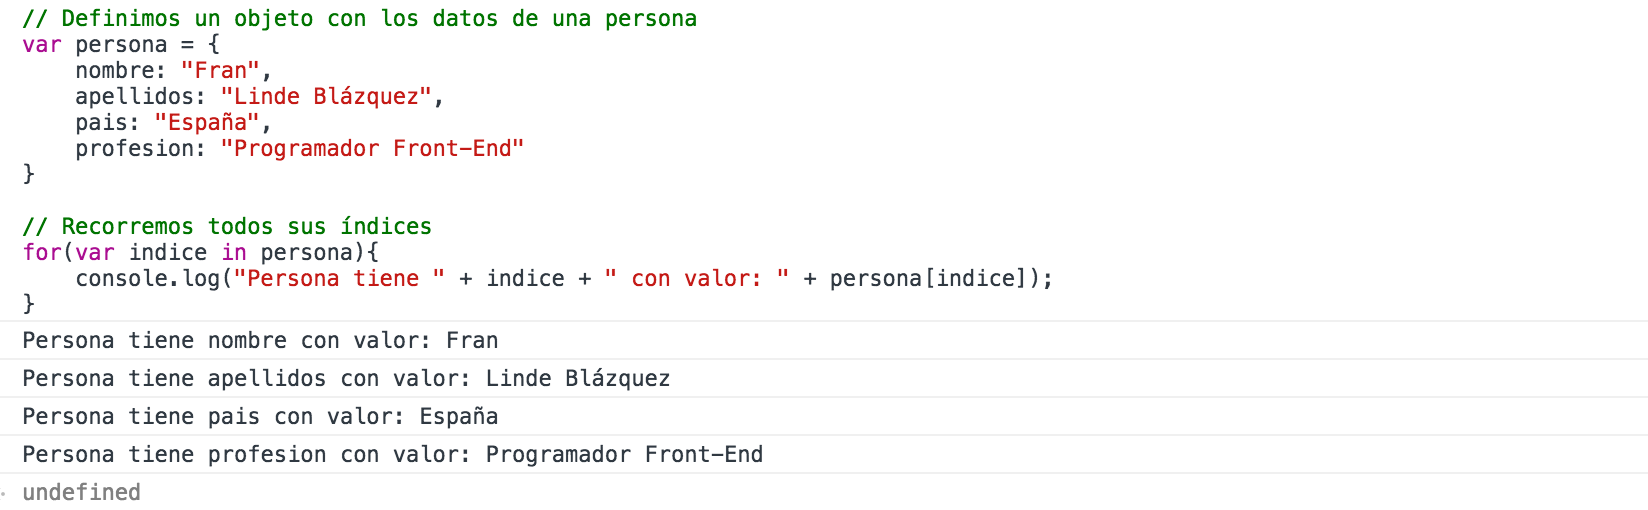 // Definimos un objeto con los datos de una persona
var persona = {
    nombre: "Fran",
    apellidos: "Linde Blázquez",
    pais: "España",
    profesion: "Programador Front-End"
}

// Recorremos todos sus índices
for(var indice in persona){
    console.log("Persona tiene " + indice + " con valor: " + persona[indice]);
}
Persona tiene nombre con valor: Fran
Persona tiene apellidos con valor: Linde Blázquez
Persona tiene pais con valor: España
Persona tiene profesion con valor: Programador Front-End
undefined